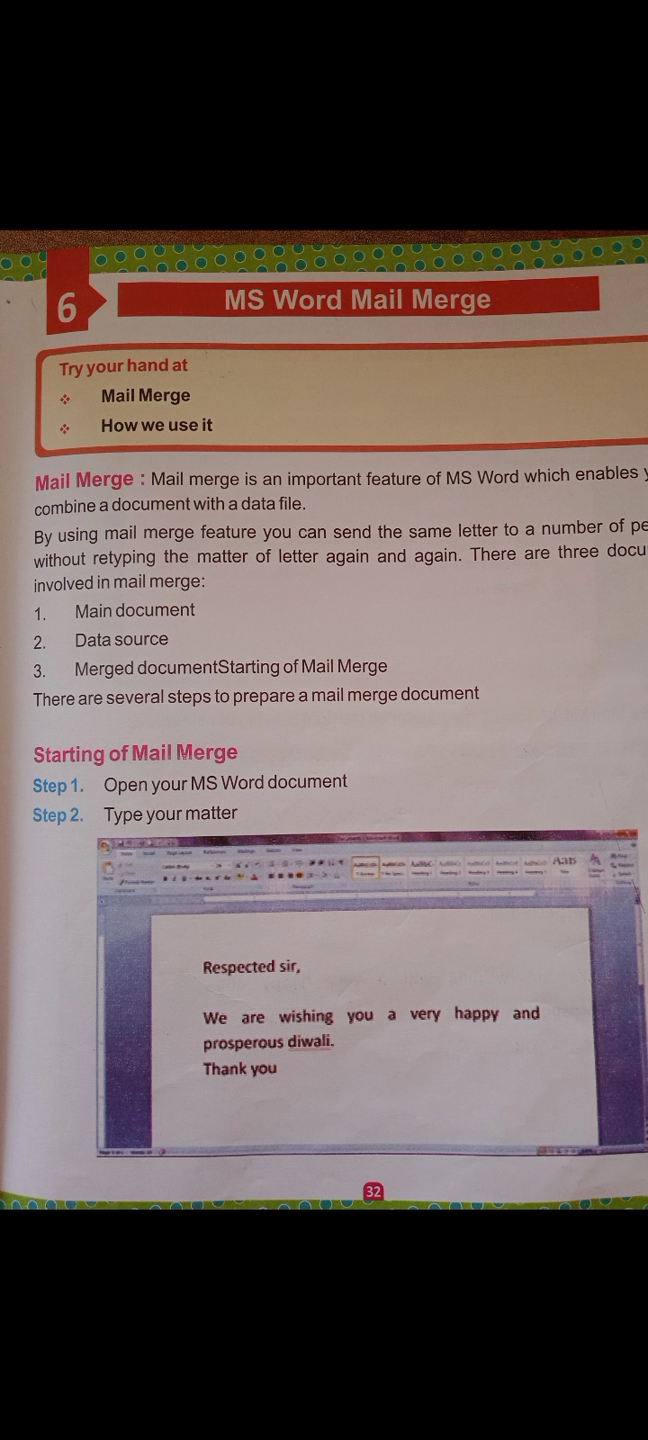 6
MS Word Mail Merge
Try your hand at
Mail Merge
How we use it
Mail Merge : Mail merge is an important feature of MS Word which enables
combine a document with a data file.
By using mail merge feature you can send the same letter to a number of
without retyping the matter of letter again and again. There are three
involved in mail merge:
1. Main document
2. Data source
3. Merged documentStarting of Mail Merge
There are several steps to prepare a mail merge document
Starting of Mail Merge
Step 1. Open your MS Word document
Step 2. Type your matter
Respected sir,
We are wishing you a very happy and
prosperous diwali.
Thank you
32